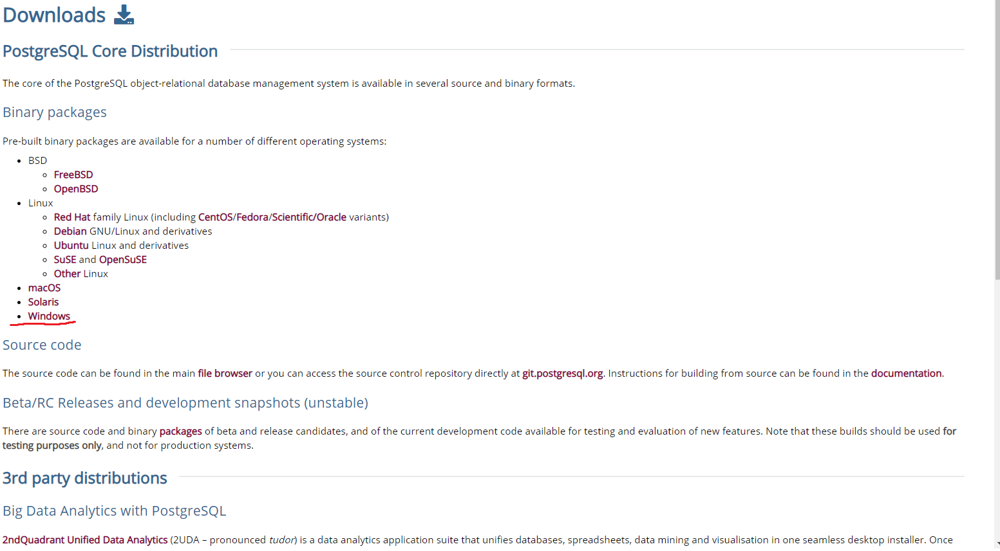 Downloads
PostgreSQL Core Distribution
The core of the PostgreSQL object-relational database management system is available in several source and binary formats.
Binary packages
Pre-built binary packages are available for a number of different operating systems:
BSD
FreeBSD
OpenBSD
Linux
Red Hat family Linux (including CentOS/Fedora/Scientific/Oracle variants)
Debian GNU/Linux and derivatives
Ubuntu Linux and derivatives
SuSE and OpenSuSE
Other Linux
macOS
Solaris
Windows
Source code
The source code can be found in the main file browser or you can access the source control repository directly at git.postgresql.org. Instructions for building from source can be found in the documentation.
Beta/RC Releases and development snapshots (unstable)
There are source code and binary packages of beta and release candidates, and of the current development code available for testing and evaluation of new features. Note that these builds should be used for
testing purposes only, and not for production systems.
3rd party distributions
Big Data Analytics with PostgreSQL
2ndQuadrant Unified Data Analytics (2UDA – pronounced tudor) is a data analytics application suite that unifies databases, spreadsheets, data mining and visualisation in one seamless desktop installer. Once